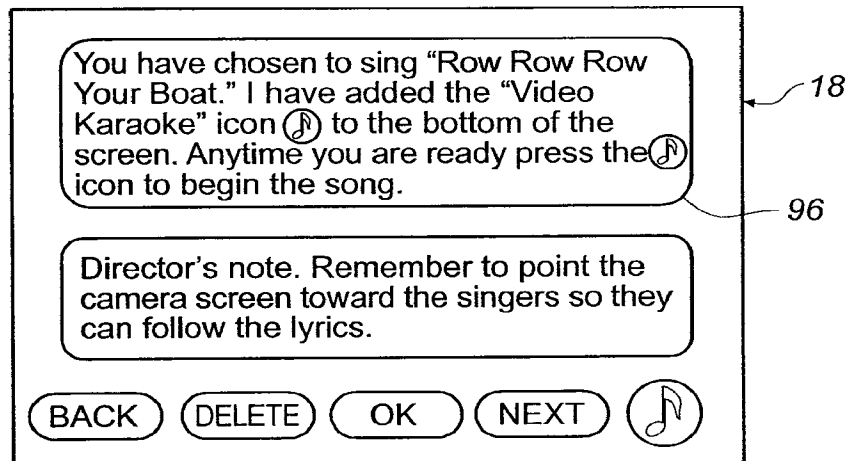 You have chosen to sing “Row Row Row
Your Boat.” I have added the “Video
Karaoke” icon to the bottom of the
screen. Anytime you are ready press the
icon to begin the song.
18
96
Director's note. Remember to point the
camera screen toward the singers so they
can follow the lyrics.
BACK DELETE OK NEXT